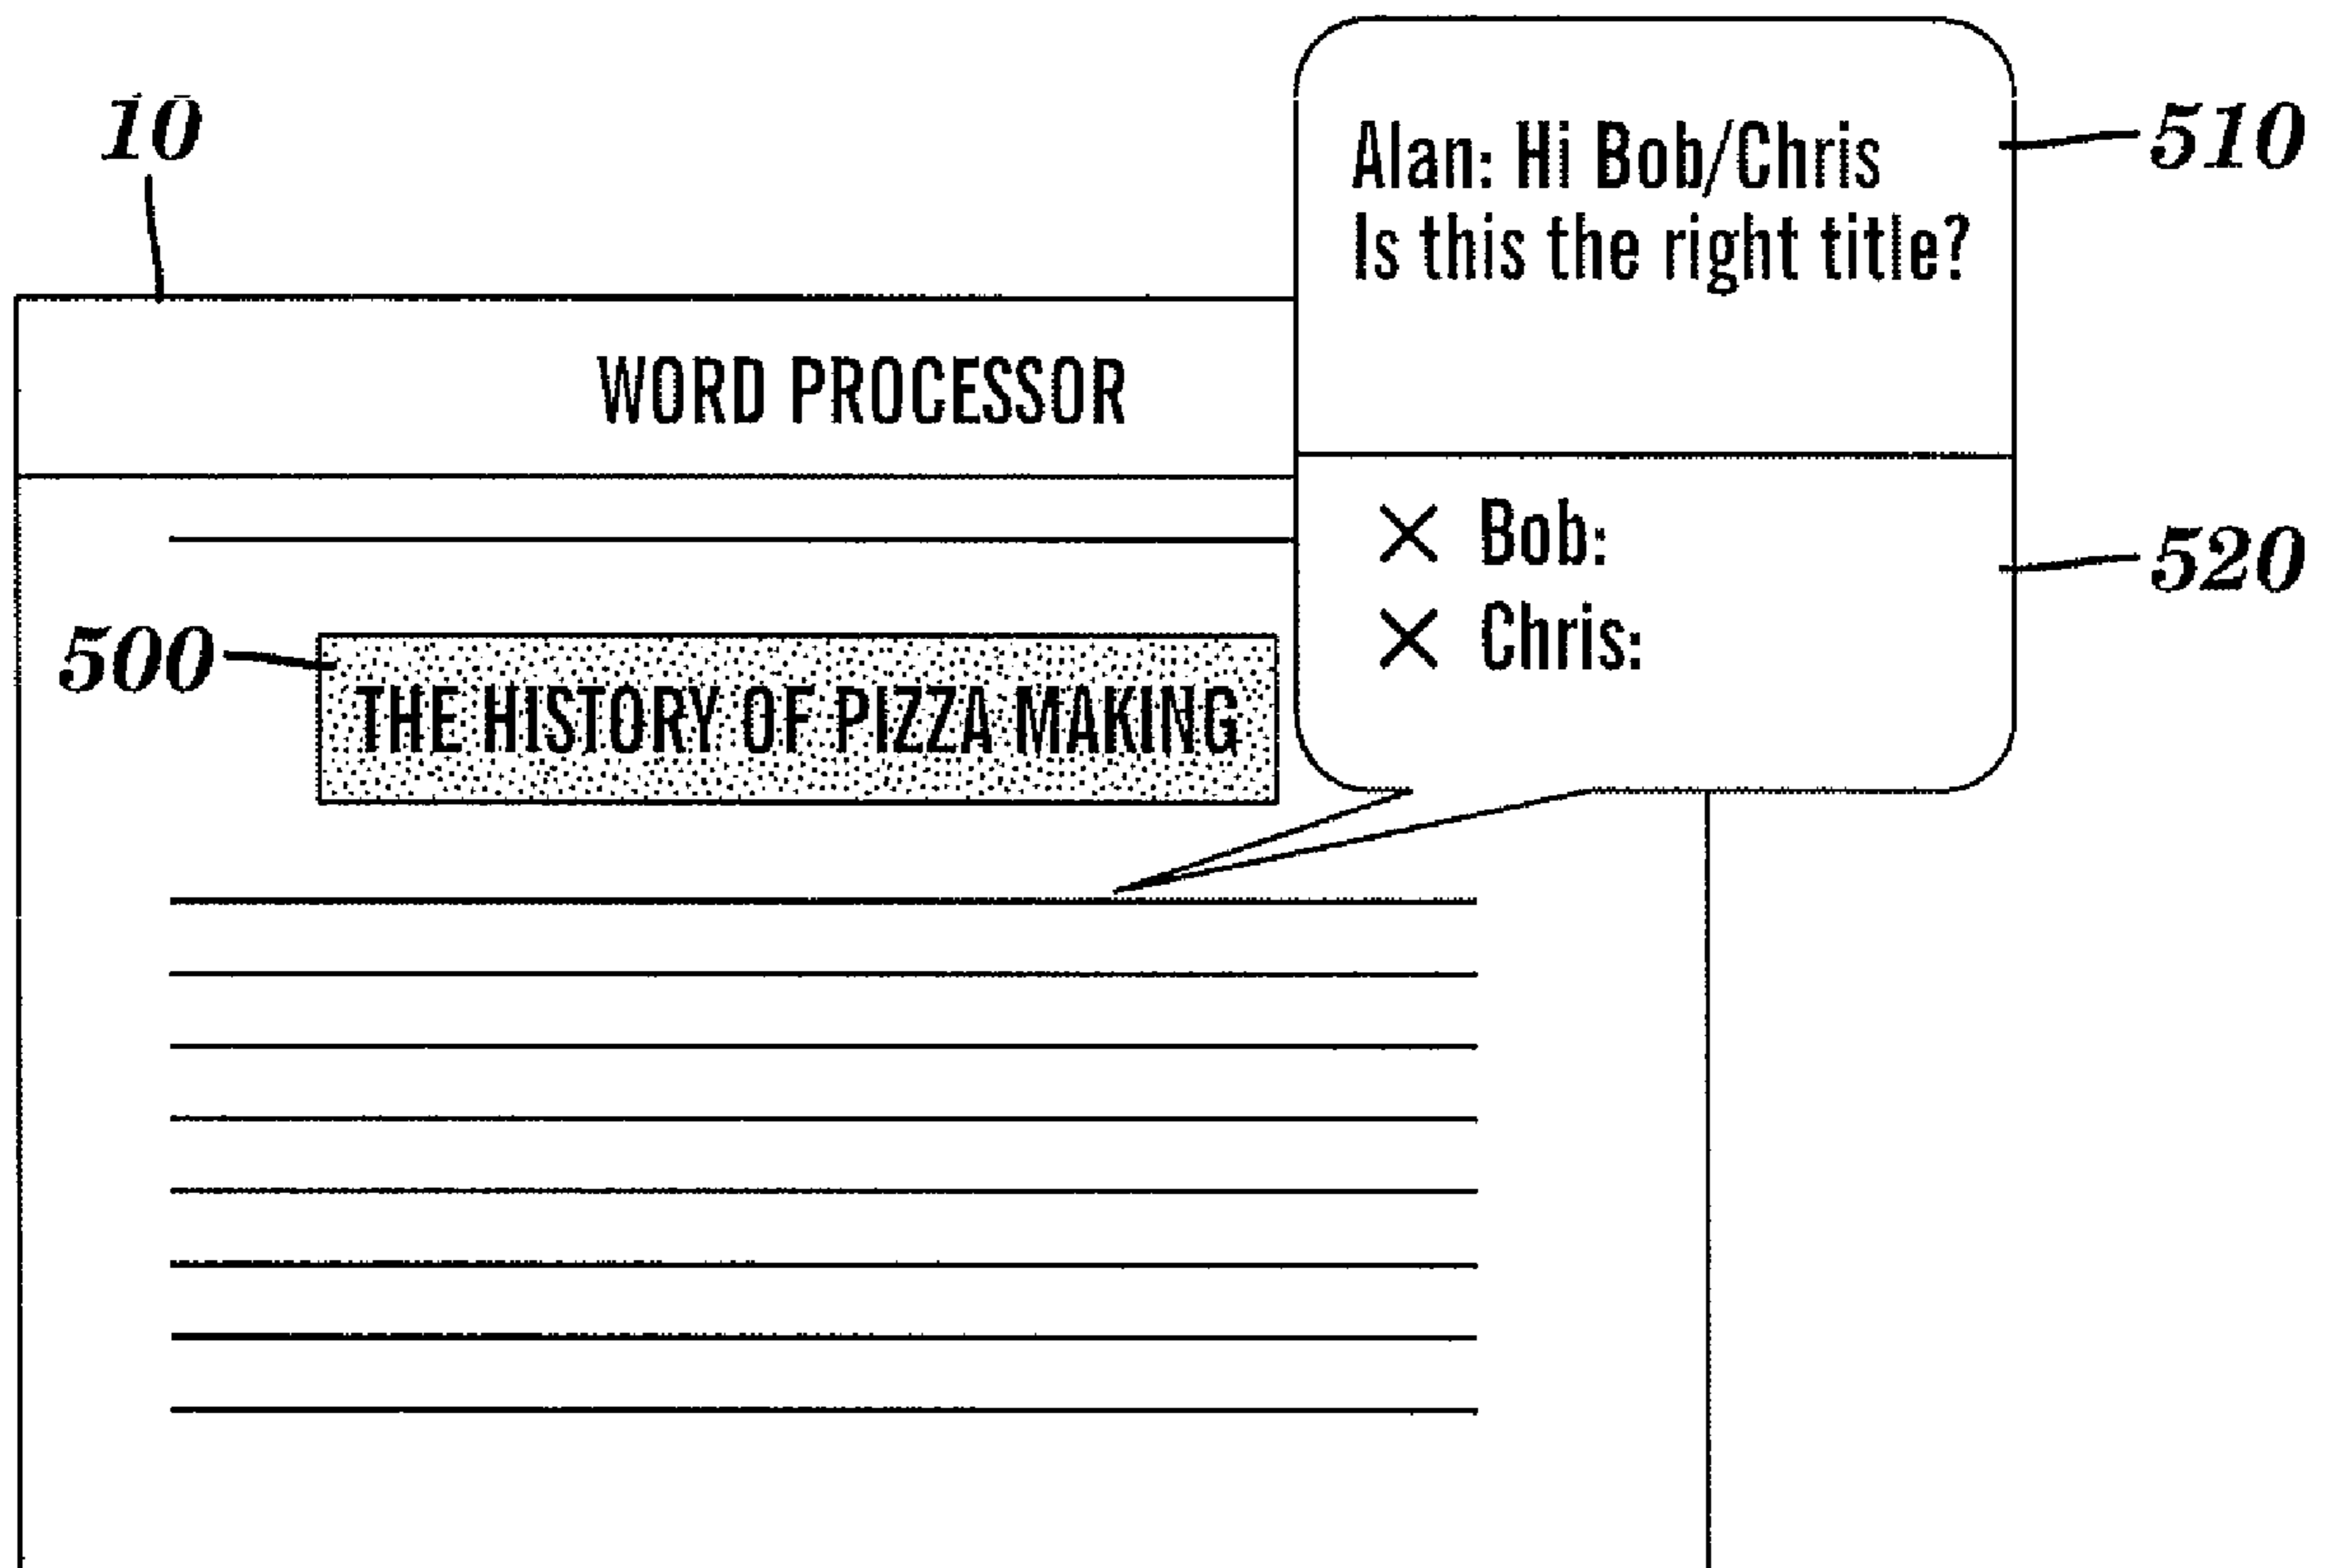 10
Alan: Hi Bob/Chris
510
Is this the right title?
WORD PROCESSOR
× Bob:
520
× Chris:
500
THE HISTORY OF PIZZA MAKING